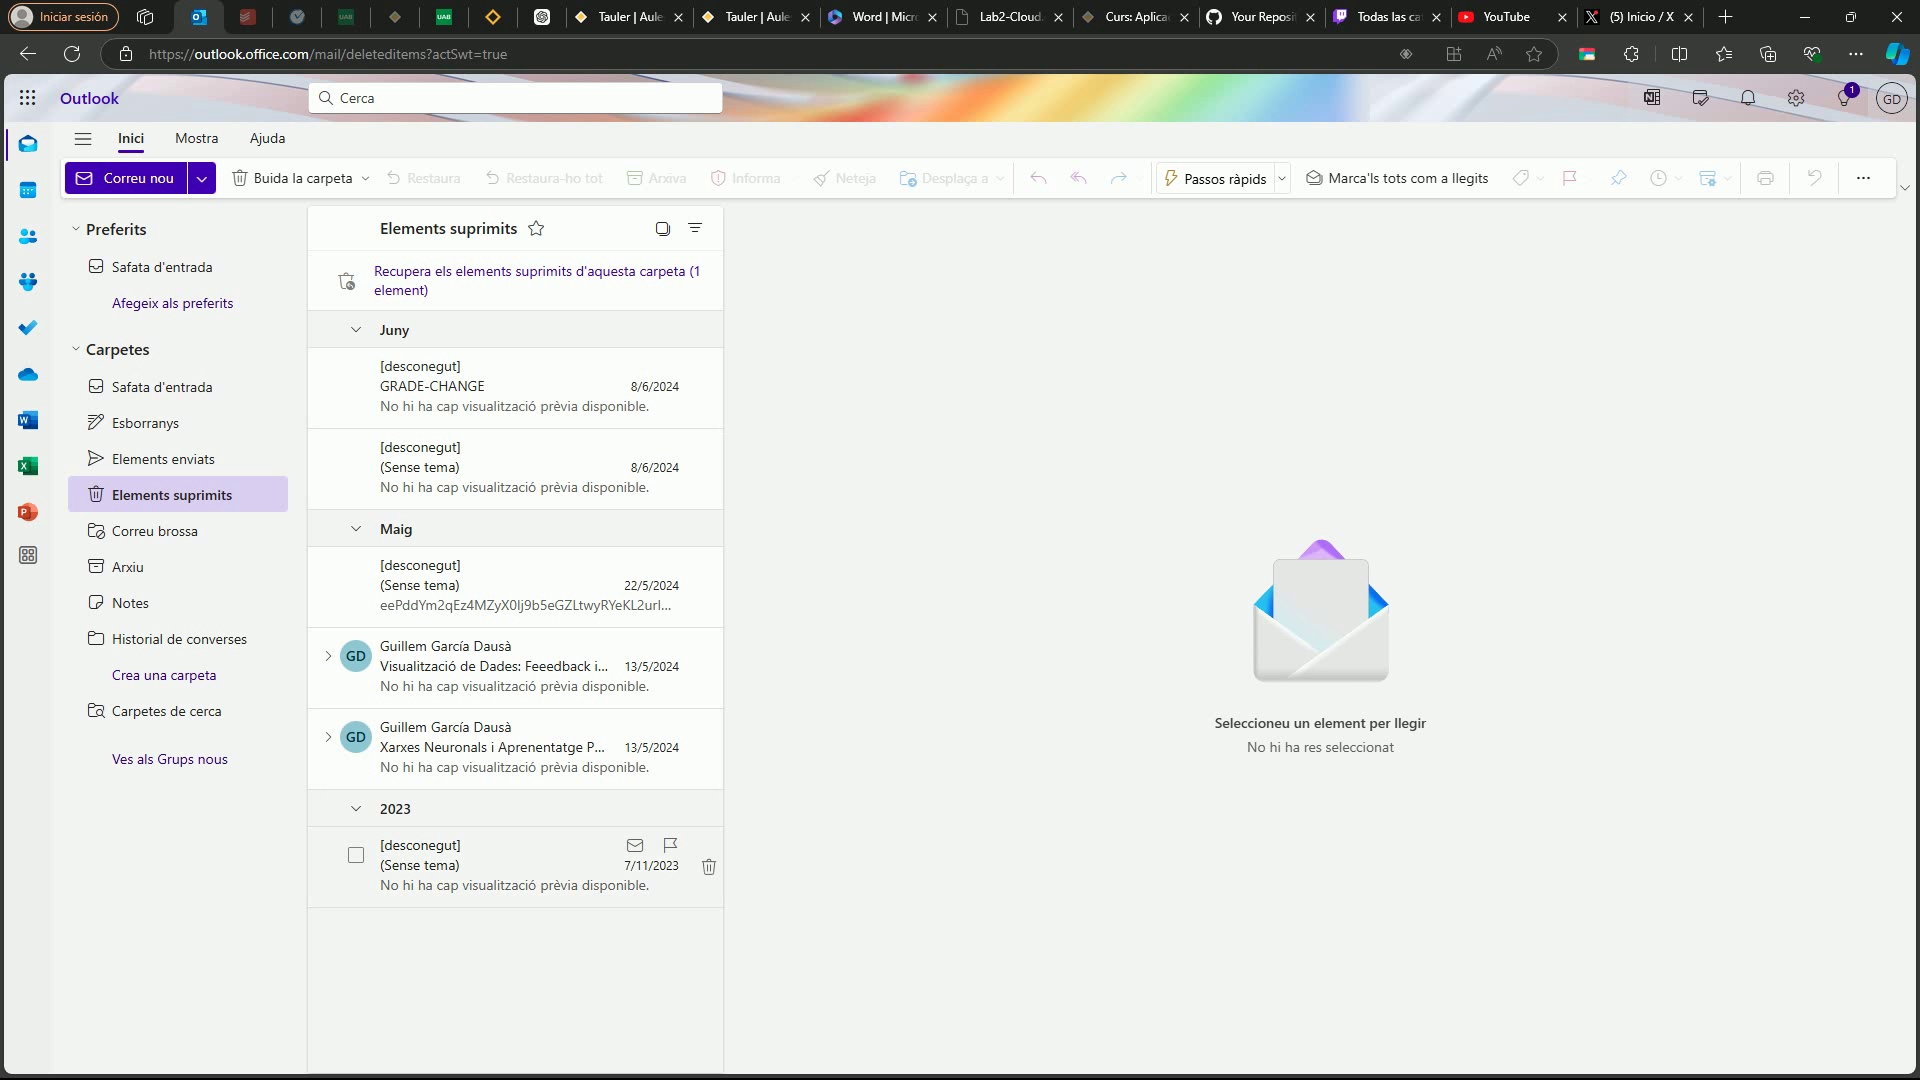 Iniciar sesión
Tauler | Aule
Tauler | Aule
Word | Micr
Lab2-Cloud
Curs: Aplica
Your Reposi
Todas las ca
YouTube
(5) Inicio / X
https://outlook.office.com/mail/deleteditems?actSwt=true
Outlook
Cerca
1
GD
Inici
Mostra
Ajuda
Correu nou
Buida la carpeta
Restaura
Restaura-ho tot
Arxiva
Informa
Neteja
Desplaça a
Passos ràpids
Marca'ls tots com a llegits
Preferits
Safata d'entrada
Afegeix als preferits
Carpetes
Safata d'entrada
Esborranys
Elements enviats
Elements suprimits
Correu brossa
Arxiu
Notes
Historial de converses
Crea una carpeta
Carpetes de cerca
Ves als Grups nous
Elements suprimits
Recupera els elements suprimits d'aquesta carpeta (1
element)
Juny
[desconegut]
GRADE-CHANGE 8/6/2024
No hi ha cap visualització prèvia disponible.
[desconegut]
(Sense tema) 8/6/2024
No hi ha cap visualització prèvia disponible.
Maig
[desconegut]
(Sense tema) 22/5/2024
eePddYm2qEz4MZyX0lj9b5eGZLtwyRYeKL2url...
GD
Guillem García Dausà
Visualització de Dades: Feeedback i... 13/5/2024
No hi ha cap visualització prèvia disponible.
GD
Guillem García Dausà
Xarxes Neuronals i Aprenentatge P... 13/5/2024
No hi ha cap visualització prèvia disponible.
2023
[desconegut]
(Sense tema) 7/11/2023
No hi ha cap visualització prèvia disponible.
Seleccioneu un element per llegir
No hi ha res seleccionat